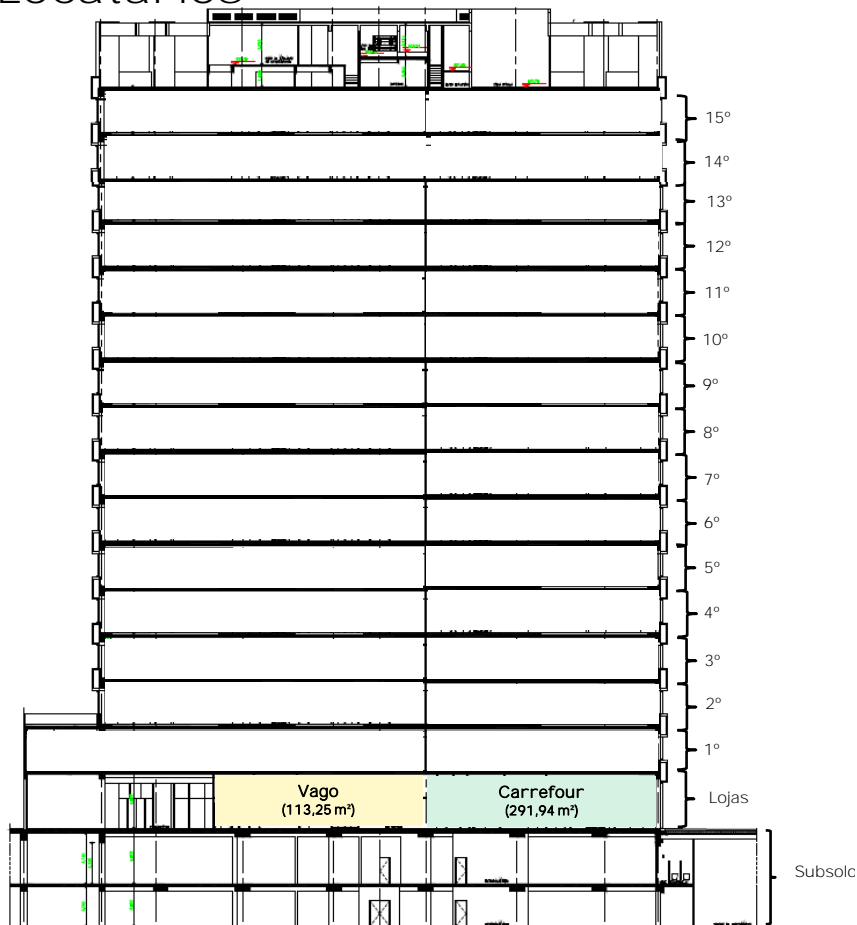 Locatários
15º
14º
13º
12º
11º
10º
9º
8º
7º
6º
5º
4º
3º
2º
1º
Vago
(113,25 m²)
Carrefour
(291,94 m²)
Lojas
Subsolo